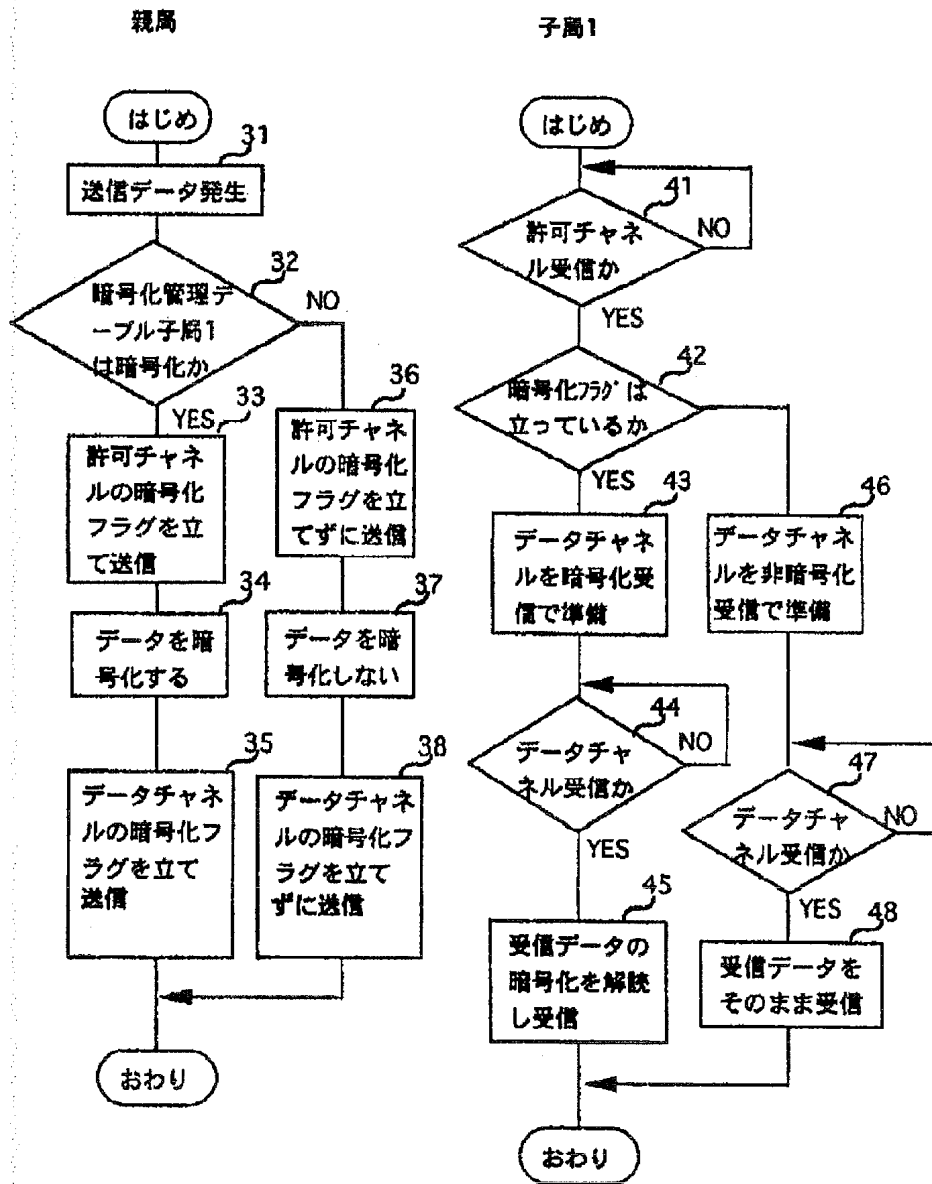 親局
はじめ
31
送信データ発生
32
暗号化管理デ
ーブル子局1
は暗号化か
NO
YES
33
許可チャネ
ルの暗号化
フラグを立
て送信
34
データを暗
号化する
35
データチャネ
ルの暗号化フ
ラグを立て
送信
36
許可チャネ
ルの暗号化
フラグを立
てずに送信
37
データを暗
号化しない
38
データチャネ
ルの暗号化フ
ラグを立て
ずに送信
おわり
子局1
はじめ
41
許可チャネ
ル受信か
NO
YES
42
暗号化フラグは
立っているか
YES
43
データチャネ
ルを暗号化受
信で準備
44
データチャ
ネル受信か
NO
YES
45
受信データの
暗号化を解読
し受信
46
データチャネ
ルを非暗号化
受信で準備
47
データチャ
ネル受信か
NO
YES
48
受信データを
そのまま受信
おわり